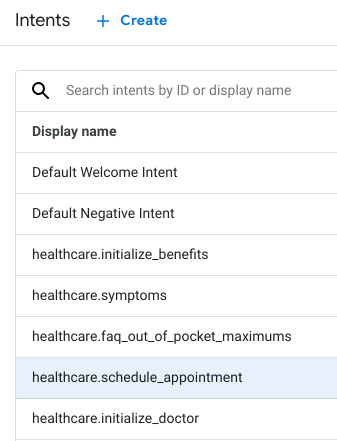 Intents + Create
Search intents by ID or display name
Display name
Default Welcome Intent
Default Negative Intent
healthcare.initialize_benefits
healthcare.symptoms
healthcare.faq_out_of_pocket_maximums
healthcare.schedule_appointment
healthcare.initialize_doctor